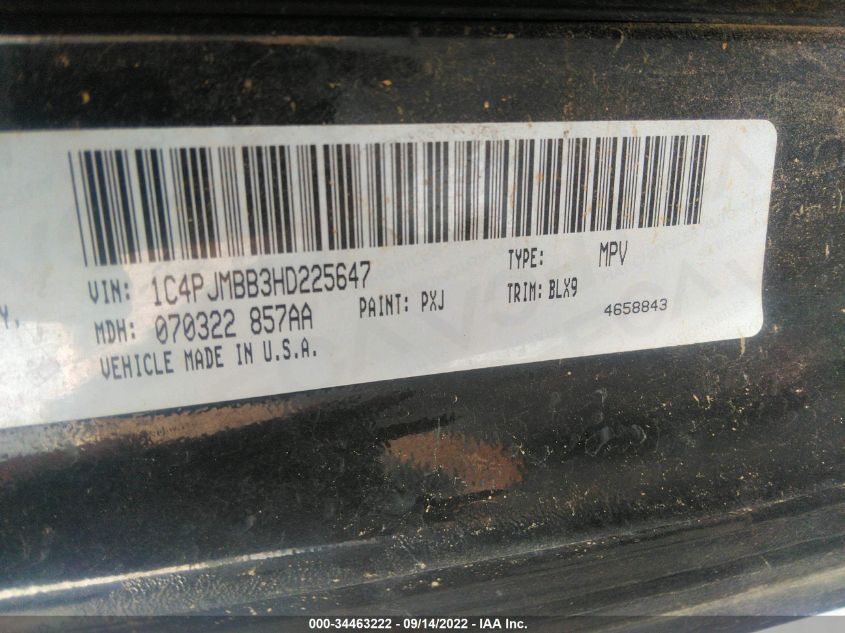 VIN: 1C4PJMBB3HD225647 TYPE: MPV
MDH: 070322 857AA PAINT: PXJ TRIM: BLX9
VEHICLE MADE IN U.S.A. 4658843
Y,
000-34463222 - 09/14/2022 - IAA Inc.